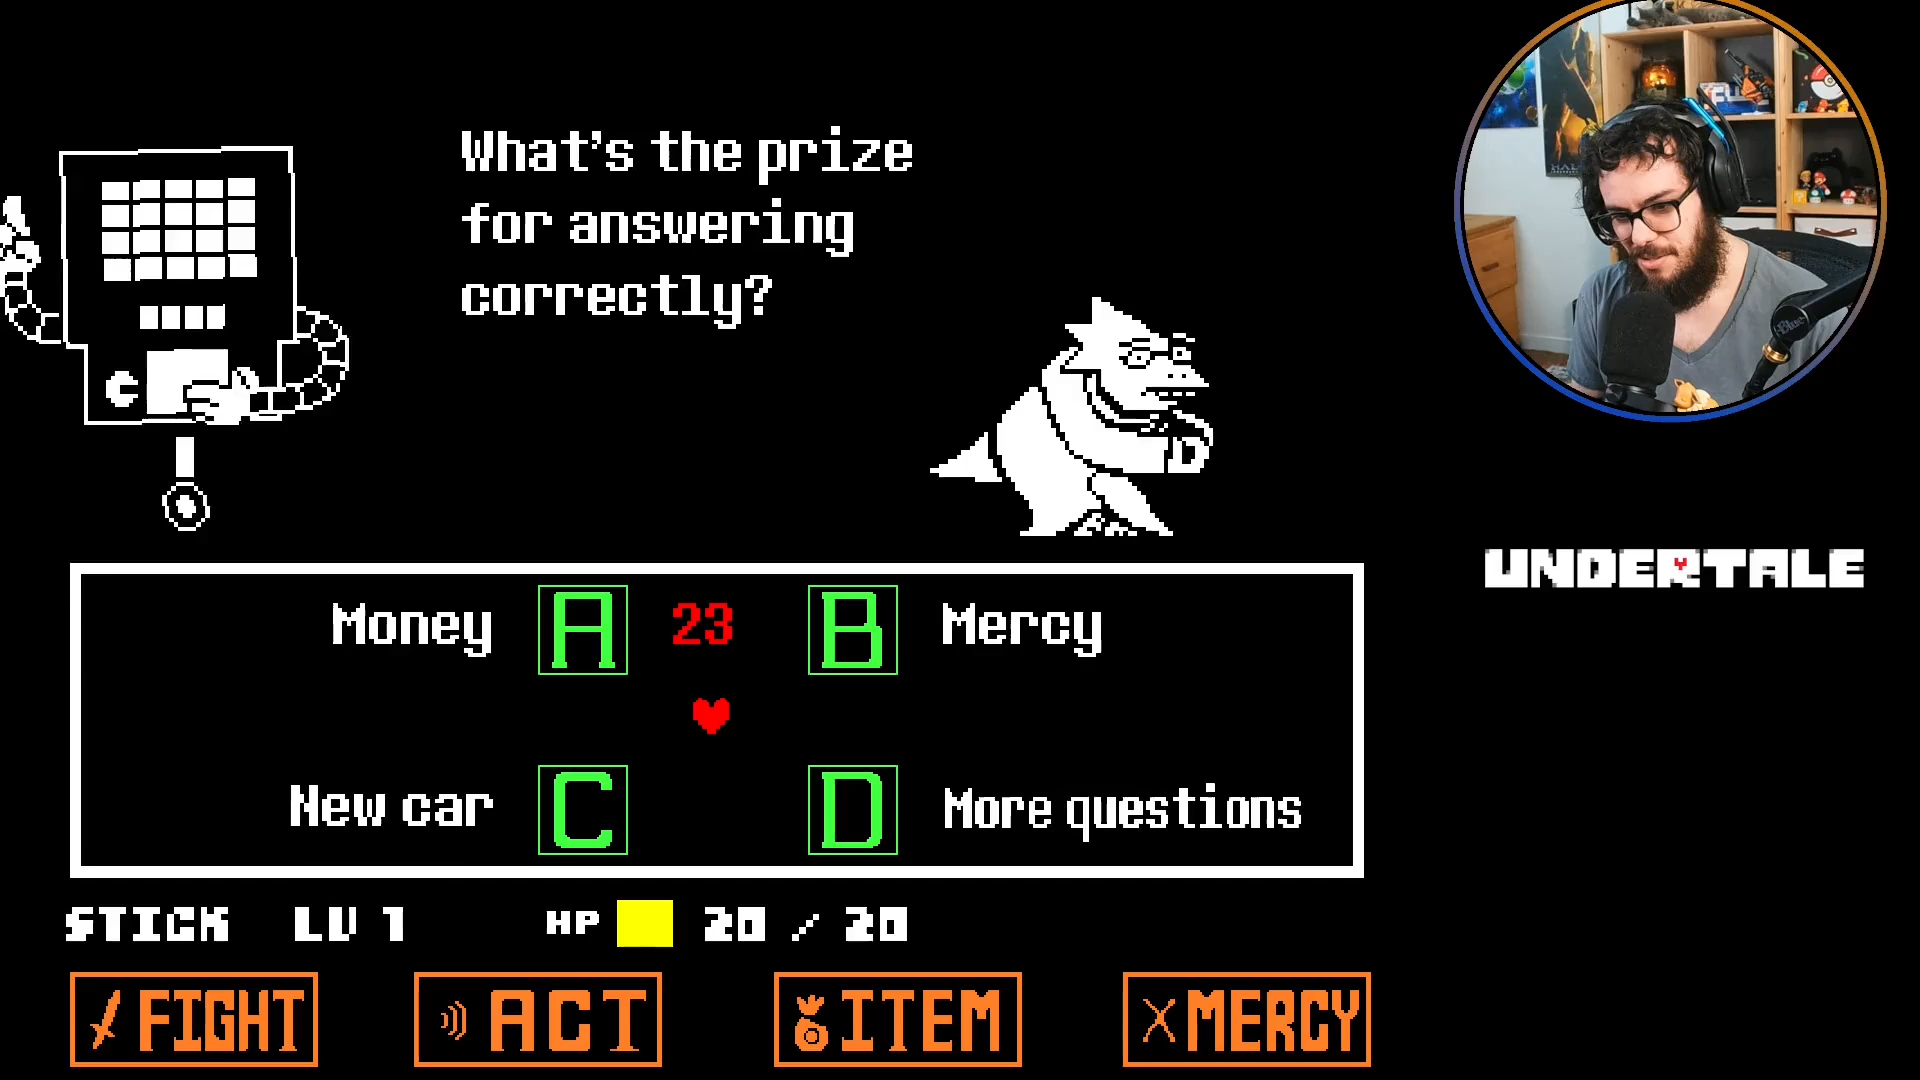 What's the prize
for answering
correctly?
Money A 23 B Mercy
New car C D More questions
STICK LV 1 HP 20 / 20
FIGHT ACT ITEM MERCY
UNDERTALE
Blue